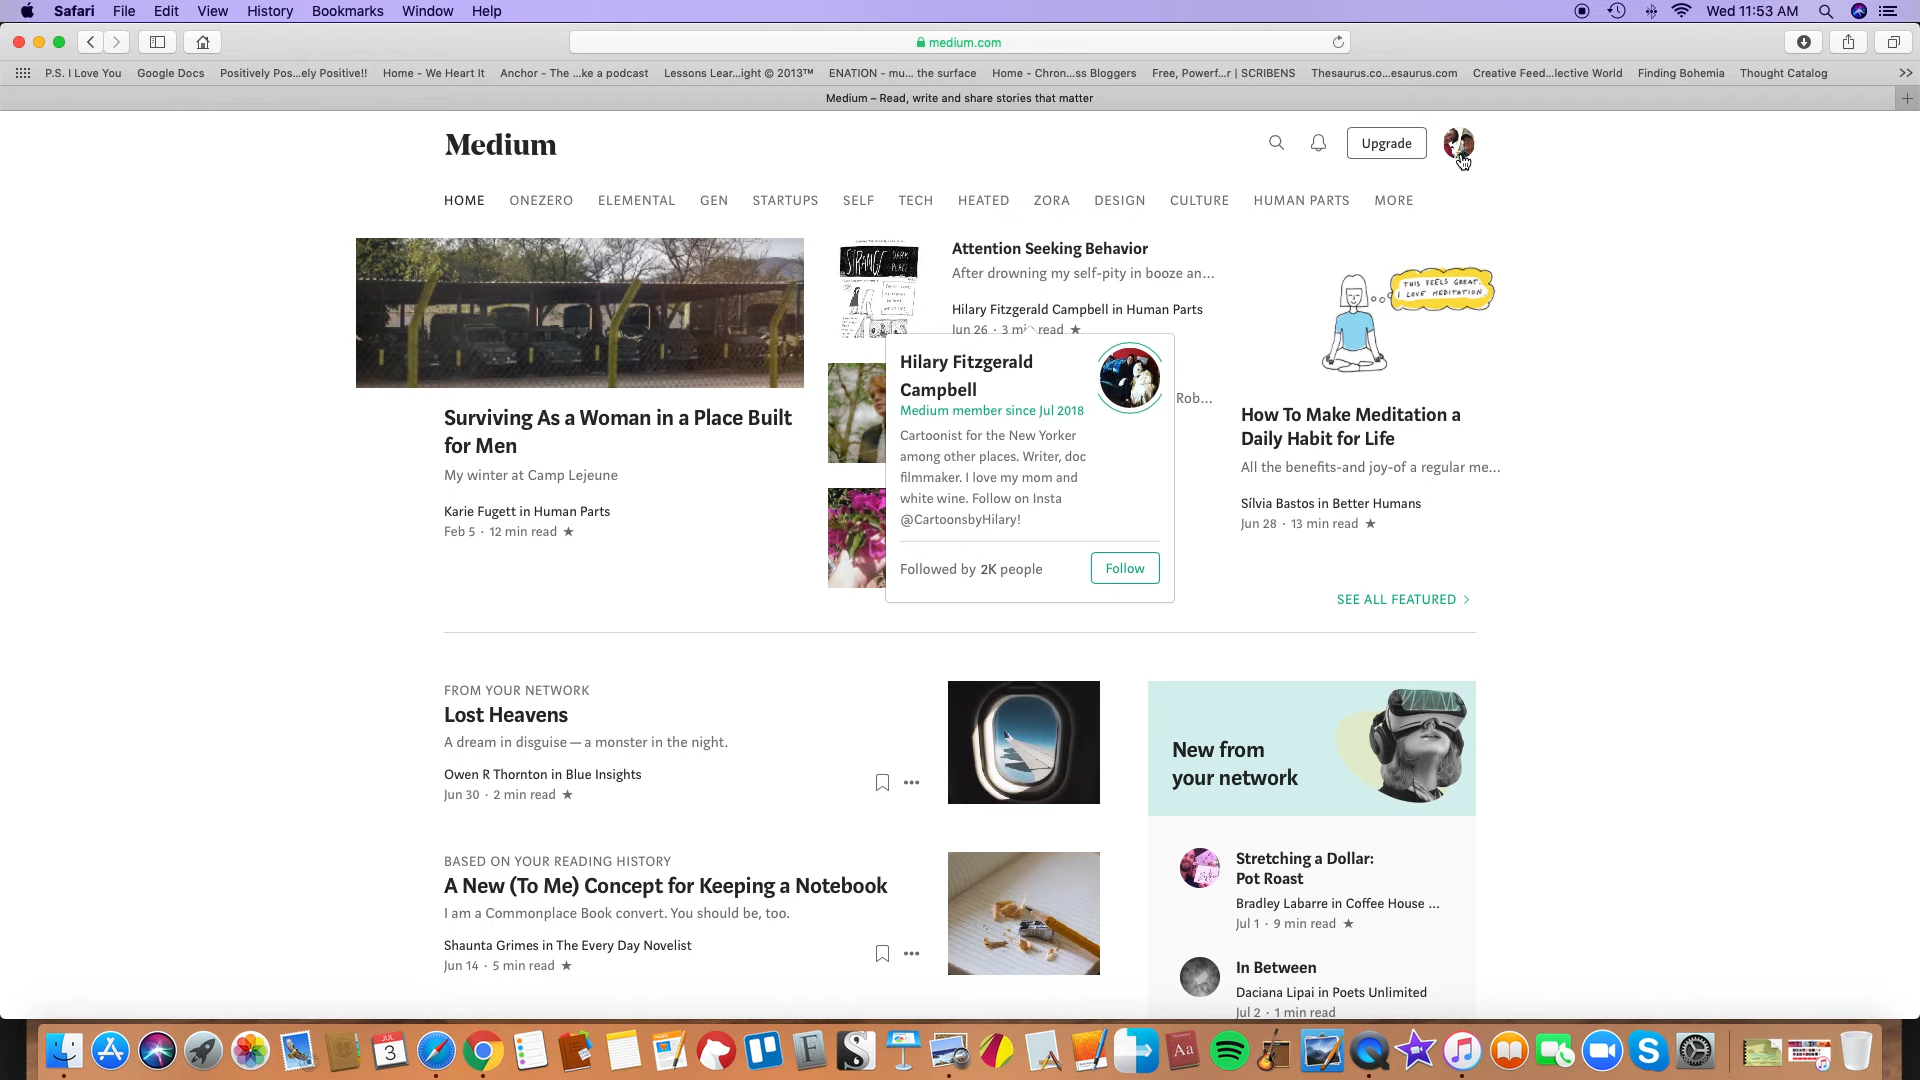 Safari File Edit View History Bookmarks Window Help
Wed 11:53 AM
medium.com
P.S. I Love You Google Docs Positively Pos...ely Positive!! Home - We Heart It Anchor - The ...ke a podcast Lessons Lear...ight © 2013™ ENATION - mu... the surface Home - Chron...ss Bloggers Free, Powerf...r | SCRIBENS Thesaurus.co...esaurus.com Creative Feed...lective World Finding Bohemia Thought Catalog
Medium – Read, write and share stories that matter
Medium
Upgrade
HOME ONEZERO ELEMENTAL GEN STARTUPS SELF TECH HEATED ZORA DESIGN CULTURE HUMAN PARTS MORE
Surviving As a Woman in a Place Built
for Men
My winter at Camp Lejeune
Karie Fugett in Human Parts
Feb 5 · 12 min read ★
STRANGE DARK
PLACE
Attention Seeking Behavior
After drowning my self-pity in booze an...
Hilary Fitzgerald Campbell in Human Parts
Jun 26 · 3 min read ★
Hilary Fitzgerald
Campbell
Medium member since Jul 2018
Cartoonist for the New Yorker
among other places. Writer, doc
filmmaker. I love my mom and
white wine. Follow on Insta
@CartoonsbyHilary!
Followed by 2K people
Follow
Rob...
THIS FEELS GREAT.
I LOVE MEDITATION
How To Make Meditation a
Daily Habit for Life
All the benefits-and joy-of a regular me...
Sílvia Bastos in Better Humans
Jun 28 · 13 min read ★
SEE ALL FEATURED
FROM YOUR NETWORK
Lost Heavens
A dream in disguise — a monster in the night.
Owen R Thornton in Blue Insights
Jun 30 · 2 min read ★
BASED ON YOUR READING HISTORY
A New (To Me) Concept for Keeping a Notebook
I am a Commonplace Book convert. You should be, too.
Shaunta Grimes in The Every Day Novelist
Jun 14 · 5 min read ★
New from
your network
Stretching a Dollar:
Pot Roast
Bradley Labarre in Coffee House ...
Jul 1 · 9 min read ★
In Between
Daciana Lipai in Poets Unlimited
Jul 2 · 1 min read
JUL
3
Aa